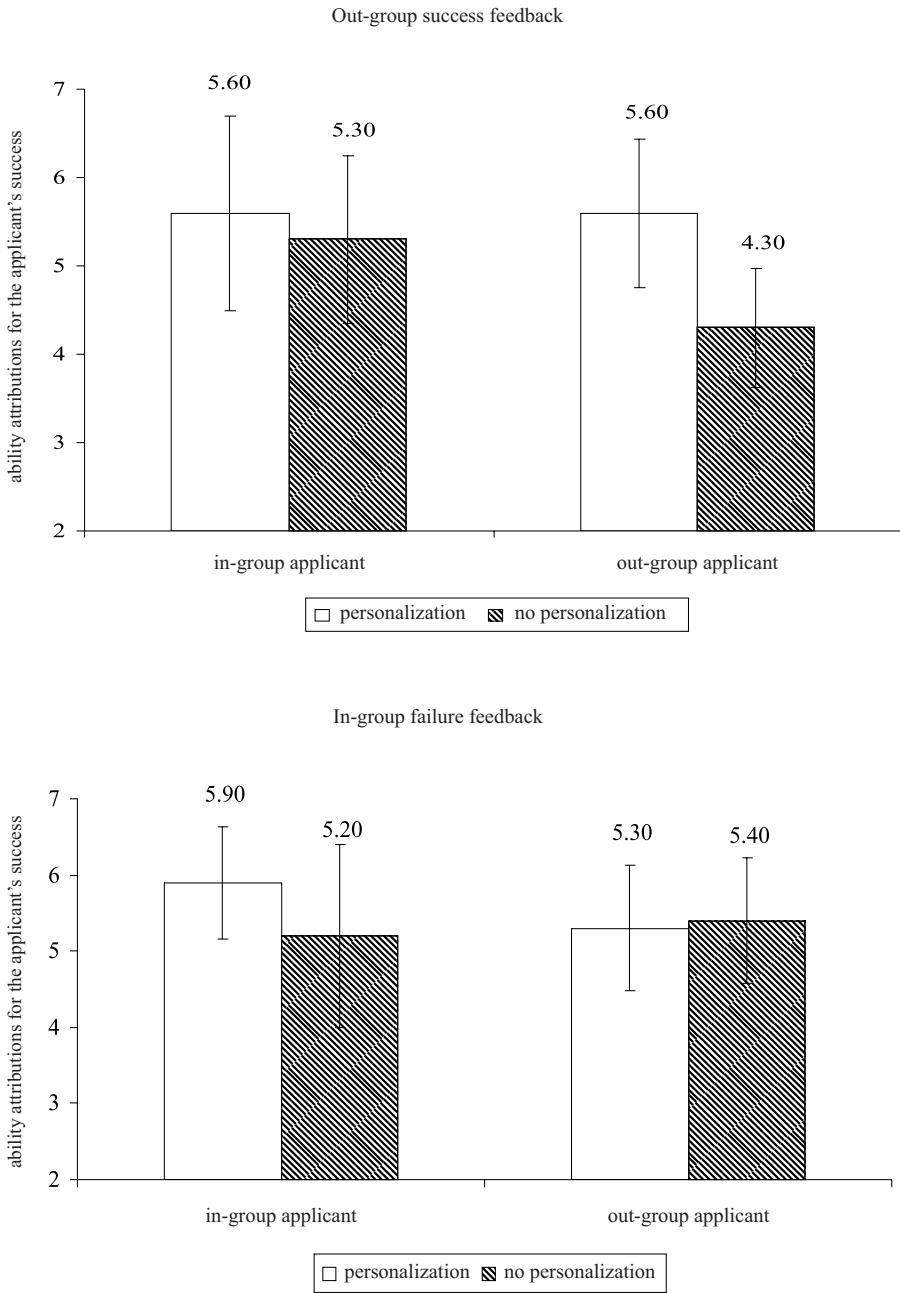 Out-group success feedback
ability attributions for the applicant's success
7
6
5
4
3
2
5.60
5.30
5.60
4.30
in-group applicant
out-group applicant
personalization
no personalization
In-group failure feedback
ability attributions for the applicant's success
7
6
5
4
3
2
5.90
5.20
5.30
5.40
in-group applicant
out-group applicant
personalization
no personalization